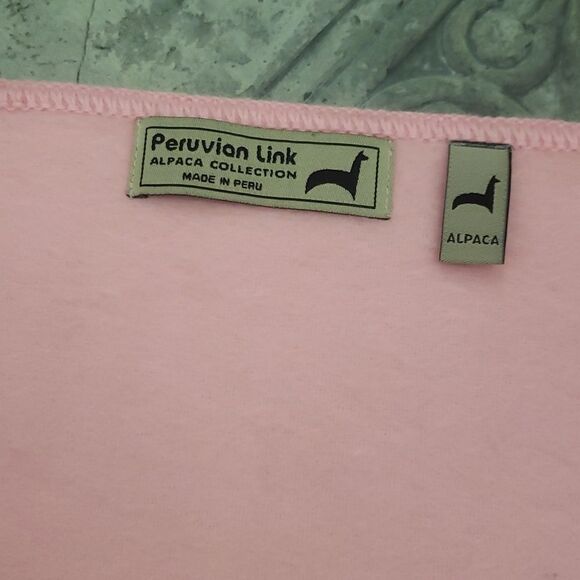 Peruvian Link
ALPACA COLLECTION
MADE IN PERU
ALPACA